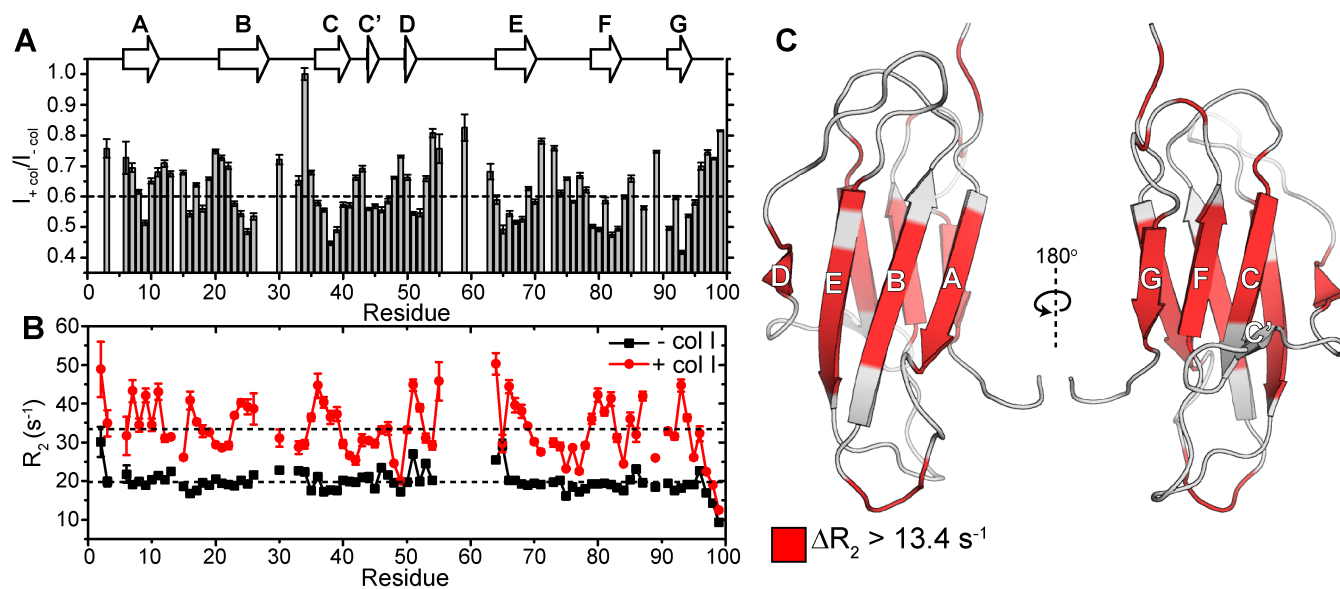 A
A B C C' D E F G
I+ col/I- col
1.0
0.9
0.8
0.7
0.6
0.5
0.4
0 10 20 30 40 50 60 70 80 90 100
Residue
B
R2 (s-1)
60
50
40
30
20
10
- col I
+ col I
0 10 20 30 40 50 60 70 80 90 100
Residue
C
D E B A
180o
G F C
C'
ΔR2 > 13.4 s-1